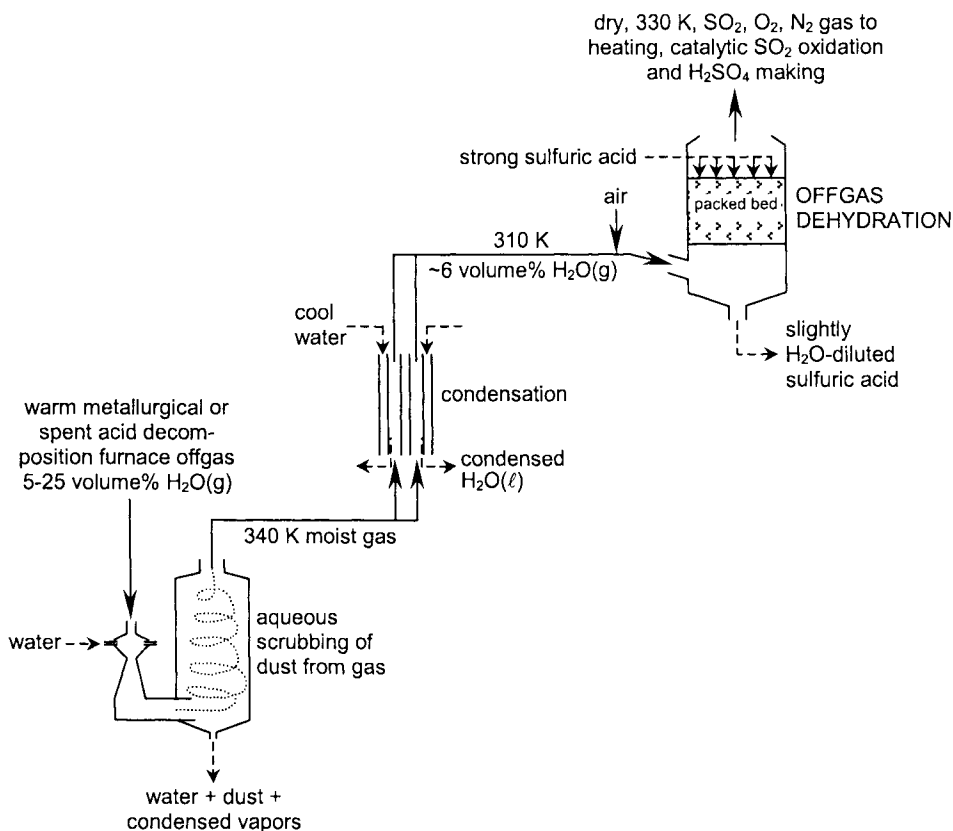 dry, 330 K, SO₂, O₂, N₂ gas to
heating, catalytic SO₂ oxidation
and H₂SO₄ making
strong sulfuric acid
packed bed
OFFGAS
DEHYDRATION
air
310 K
~6 volume% H₂O(g)
cool
water
slightly
H₂O-diluted
sulfuric acid
condensation
warm metallurgical or
spent acid decom-
position furnace offgas
5-25 volume% H₂O(g)
condensed
H₂O(ℓ)
340 K moist gas
water
aqueous
scrubbing of
dust from gas
water + dust +
condensed vapors